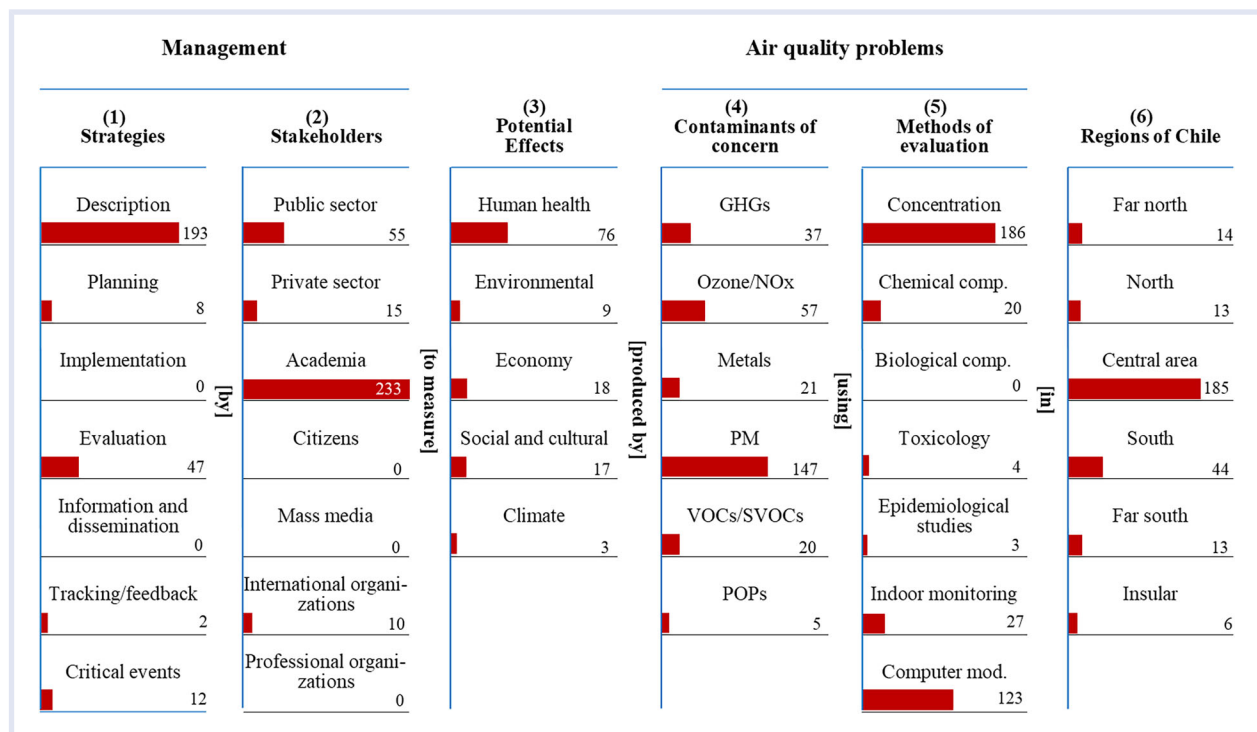 Management
Air quality problems
(1)
Strategies
(2)
Stakeholders
(3)
Potential
Effects
(4)
Contaminants of
concern
(5)
Methods of
evaluation
(6)
Regions of Chile
Description
193
Planning
8
Implementation
0
Evaluation
47
Information and
dissemination
0
Tracking/feedback
2
Critical events
12
[by]
Public sector
55
Private sector
15
Academia
233
Citizens
0
Mass media
0
International organi-
zations
10
Professional organi-
zations
0
[to measure]
Human health
76
Environmental
9
Economy
18
Social and cultural
17
Climate
3
[produced by]
GHGs
37
Ozone/NOx
57
Metals
21
PM
147
VOCs/SVOCs
20
POPs
5
[using]
Concentration
186
Chemical comp.
20
Biological comp.
0
Toxicology
4
Epidemiological
studies
3
Indoor monitoring
27
Computer mod.
123
[in]
Far north
14
North
13
Central area
185
South
44
Far south
13
Insular
6